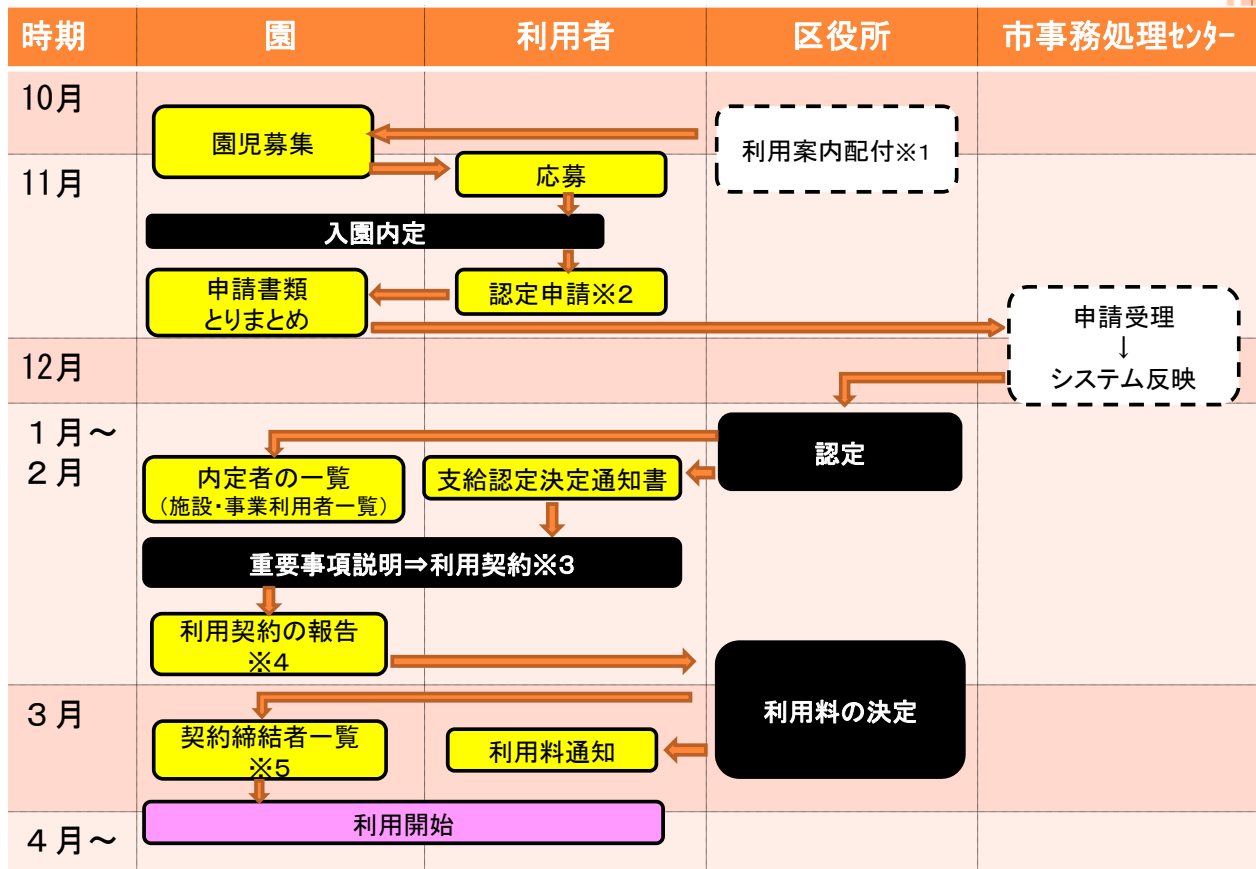 時期 園 利用者 区役所 市事務処理ｾﾝﾀｰ
10月
園児募集
利用案内配付※1
11月
応募
入園内定
申請書類
とりまとめ
認定申請※2
申請受理
↓
システム反映
12月
1月～
2月
認定
内定者の一覧
（施設・事業利用者一覧）
支給認定決定通知書
重要事項説明⇒利用契約※3
利用契約の報告
※4
利用料の決定
3月
契約締結者一覧
※5
利用料通知
利用開始
4月～